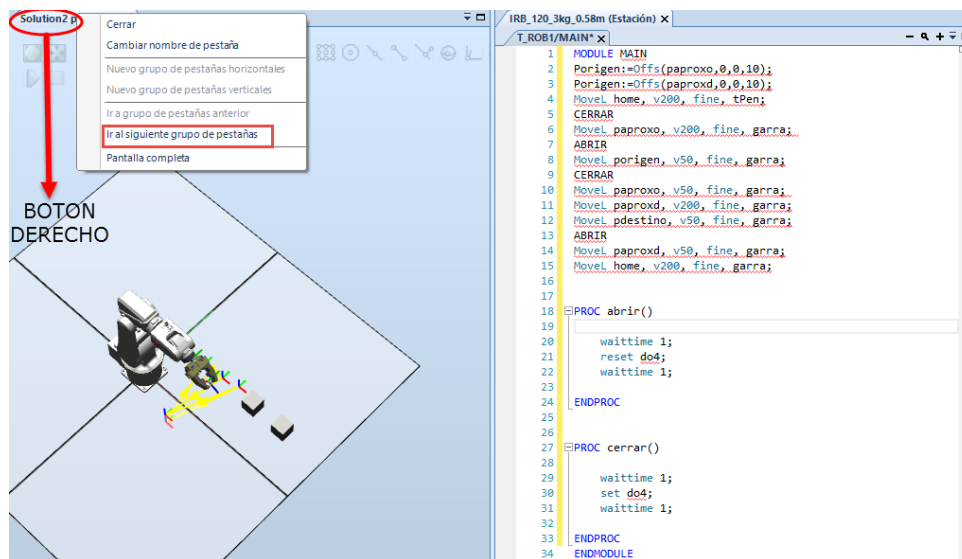 Solution2 p
Cerrar
Cambiar nombre de pestaña
Nuevo grupo de pestañas horizontales
Nuevo grupo de pestañas verticales
Ir a grupo de pestañas anterior
Ir al siguiente grupo de pestañas
Pantalla completa
BOTON
DERECHO
IRB_120_3kg_0.58m (Estación)
T_ROB1/MAIN*
1 MODULE MAIN
2 Porigen:=Offs(paproxo,0,0,10);
3 Porigen:=Offs(paproxd,0,0,10);
4 MoveL home, v200, fine, tPen;
5 CERRAR
6 MoveL paproxo, v200, fine, garra;
7 ABRIR
8 MoveL porigen, v50, fine, garra;
9 CERRAR
10 MoveL paproxo, v50, fine, garra;
11 MoveL paproxd, v200, fine, garra;
12 MoveL pdestino, v50, fine, garra;
13 ABRIR
14 MoveL paproxd, v50, fine, garra;
15 MoveL home, v200, fine, garra;
16
17
18 PROC abrir()
19
20 waittime 1;
21 reset do4;
22 waittime 1;
23
24 ENDPROC
25
26
27 PROC cerrar()
28
29 waittime 1;
30 set do4;
31 waittime 1;
32
33 ENDPROC
34 ENDMODULE